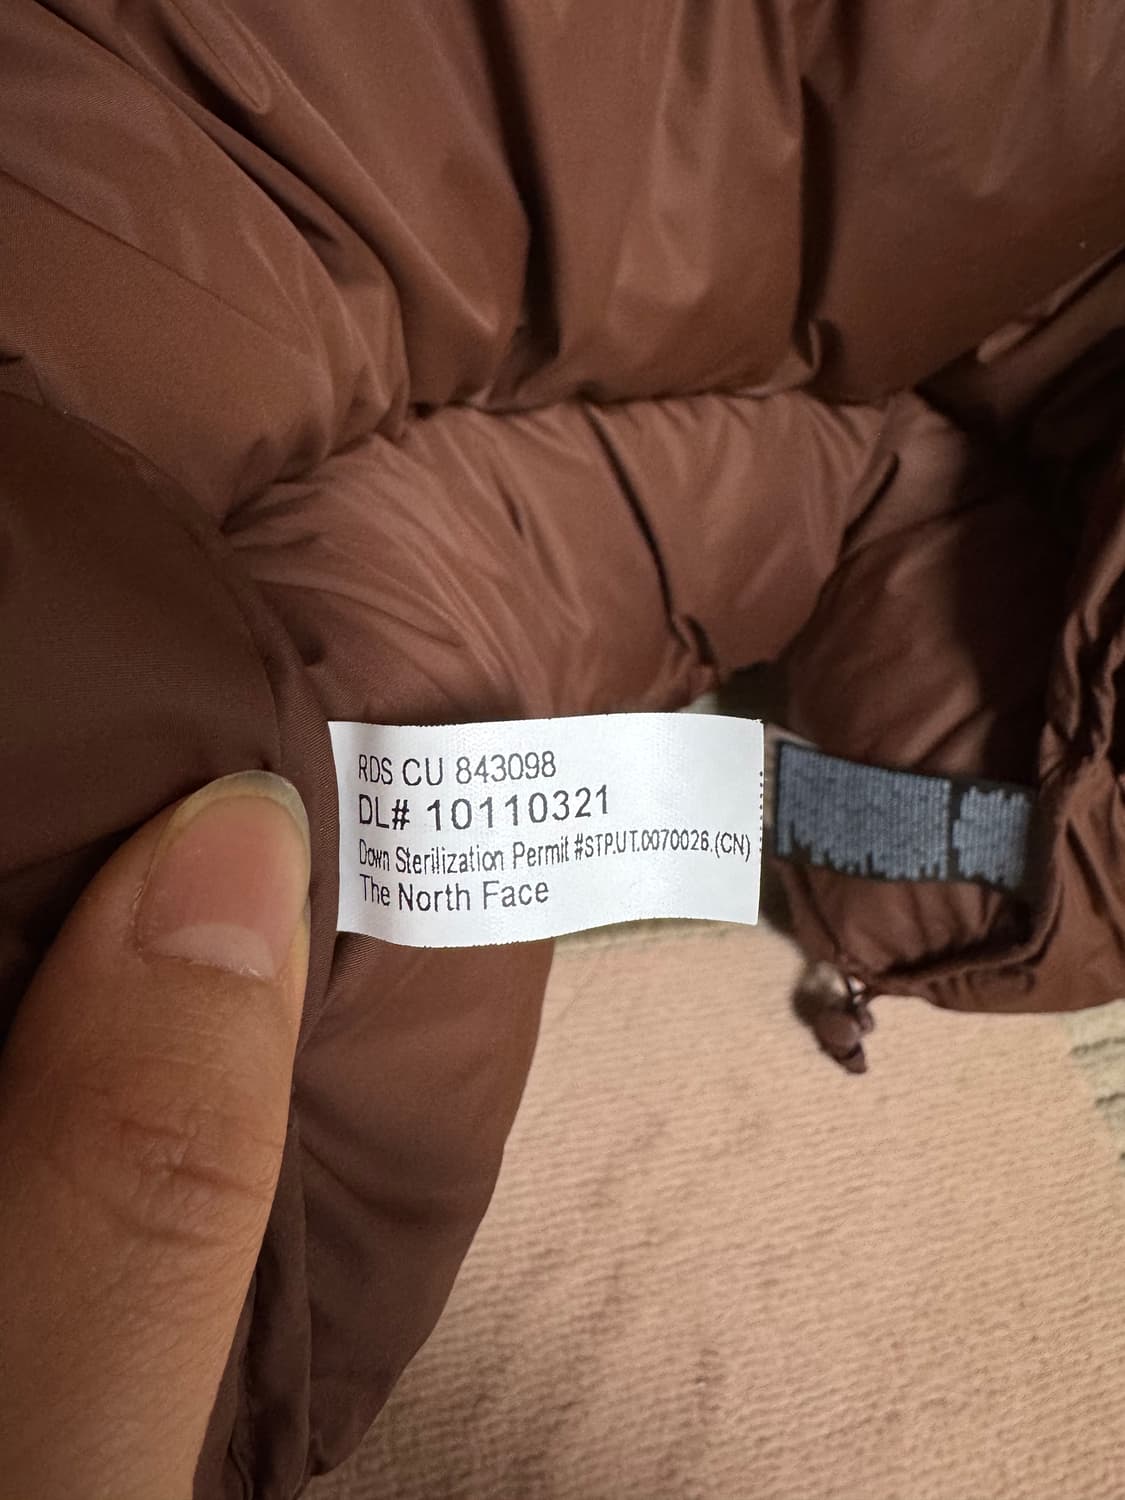 RDS CU 843098
DL# 10110321
Down Sterilization Permit #STP.UT.0070026.(CN)
The North Face